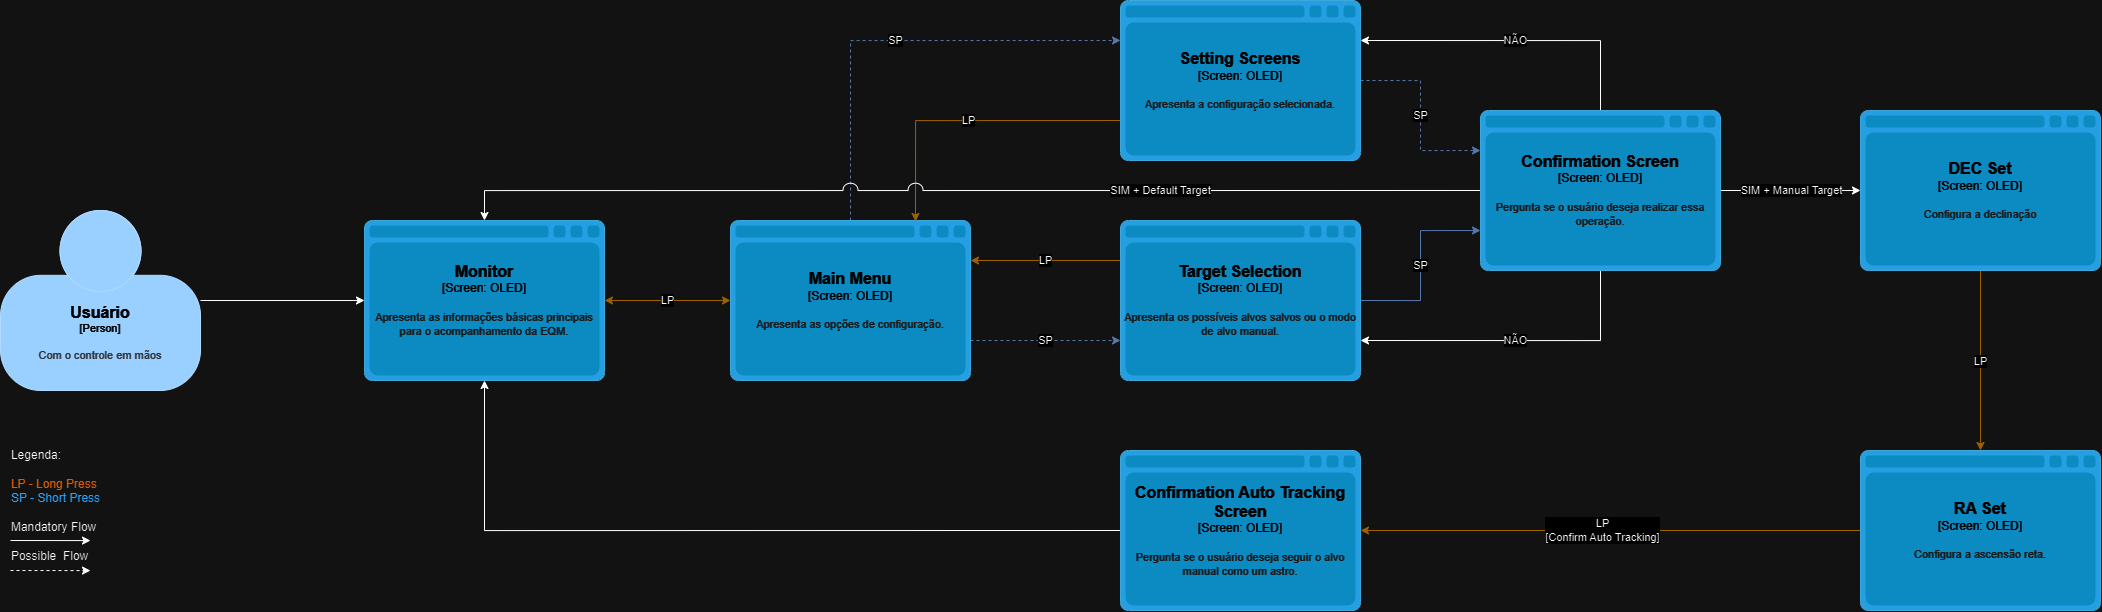 Setting Screens
[Screen: OLED]
Apresenta a configuração selecionada.
SP
NÃO
LP
SP
Confirmation Screen
[Screen: OLED]
Pergunta se o usuário deseja realizar essa
operação.
SIM + Default Target
SIM + Manual Target
DEC Set
[Screen: OLED]
Configura a declinação
Usuário
[Person]
Com o controle em mãos
Monitor
[Screen: OLED]
Apresenta as informações básicas principais
para o acompanhamento da EQM.
LP
Main Menu
[Screen: OLED]
Apresenta as opções de configuração.
LP
SP
Target Selection
[Screen: OLED]
Apresenta os possíveis alvos salvos ou o modo
de alvo manual.
SP
NÃO
LP
Legenda:
LP - Long Press
SP - Short Press
Mandatory Flow
Possible Flow
Confirmation Auto Tracking
Screen
[Screen: OLED]
Pergunta se o usuário deseja seguir o alvo
manual como um astro.
LP
[Confirm Auto Tracking]
RA Set
[Screen: OLED]
Configura a ascensão reta.